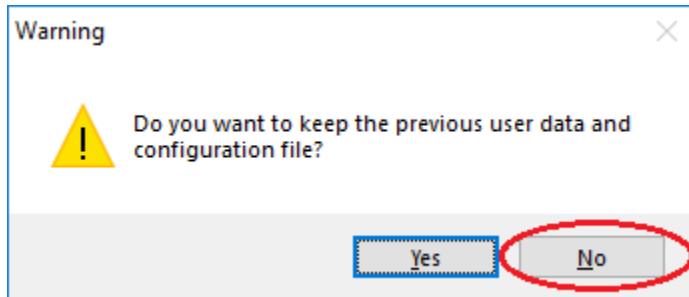 Warning
Do you want to keep the previous user data and
configuration file?
Yes
No